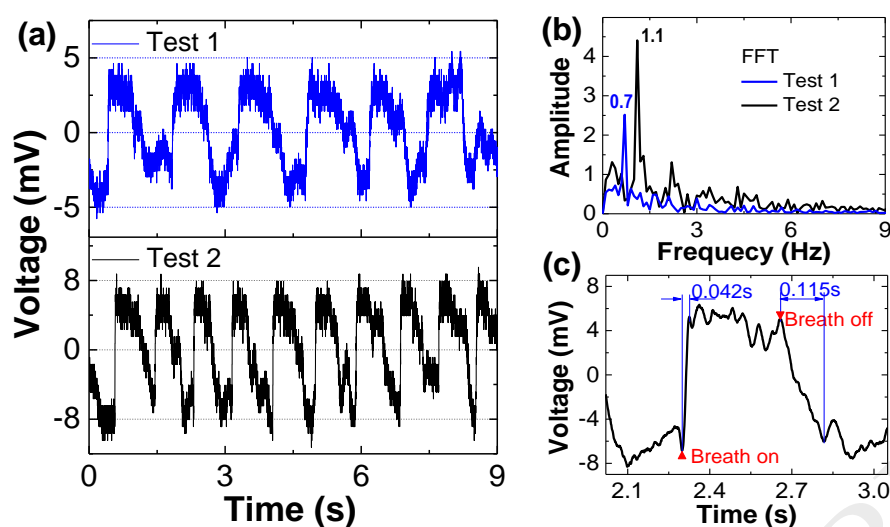 (a)
Test 1
5
0
-5
Test 2
8
0
-8
Voltage (mV)
0 3 6 9
Time (s)
(b)
1.1
0.7
FFT
Test 1
Test 2
Amplitude
4
3
2
1
0
0 3 6 9
Frequecy (Hz)
(c)
0.042s 0.115s
Breath off
Breath on
Voltage (mV)
8
4
0
-4
-8
2.1 2.4 2.7 3.0
Time (s)